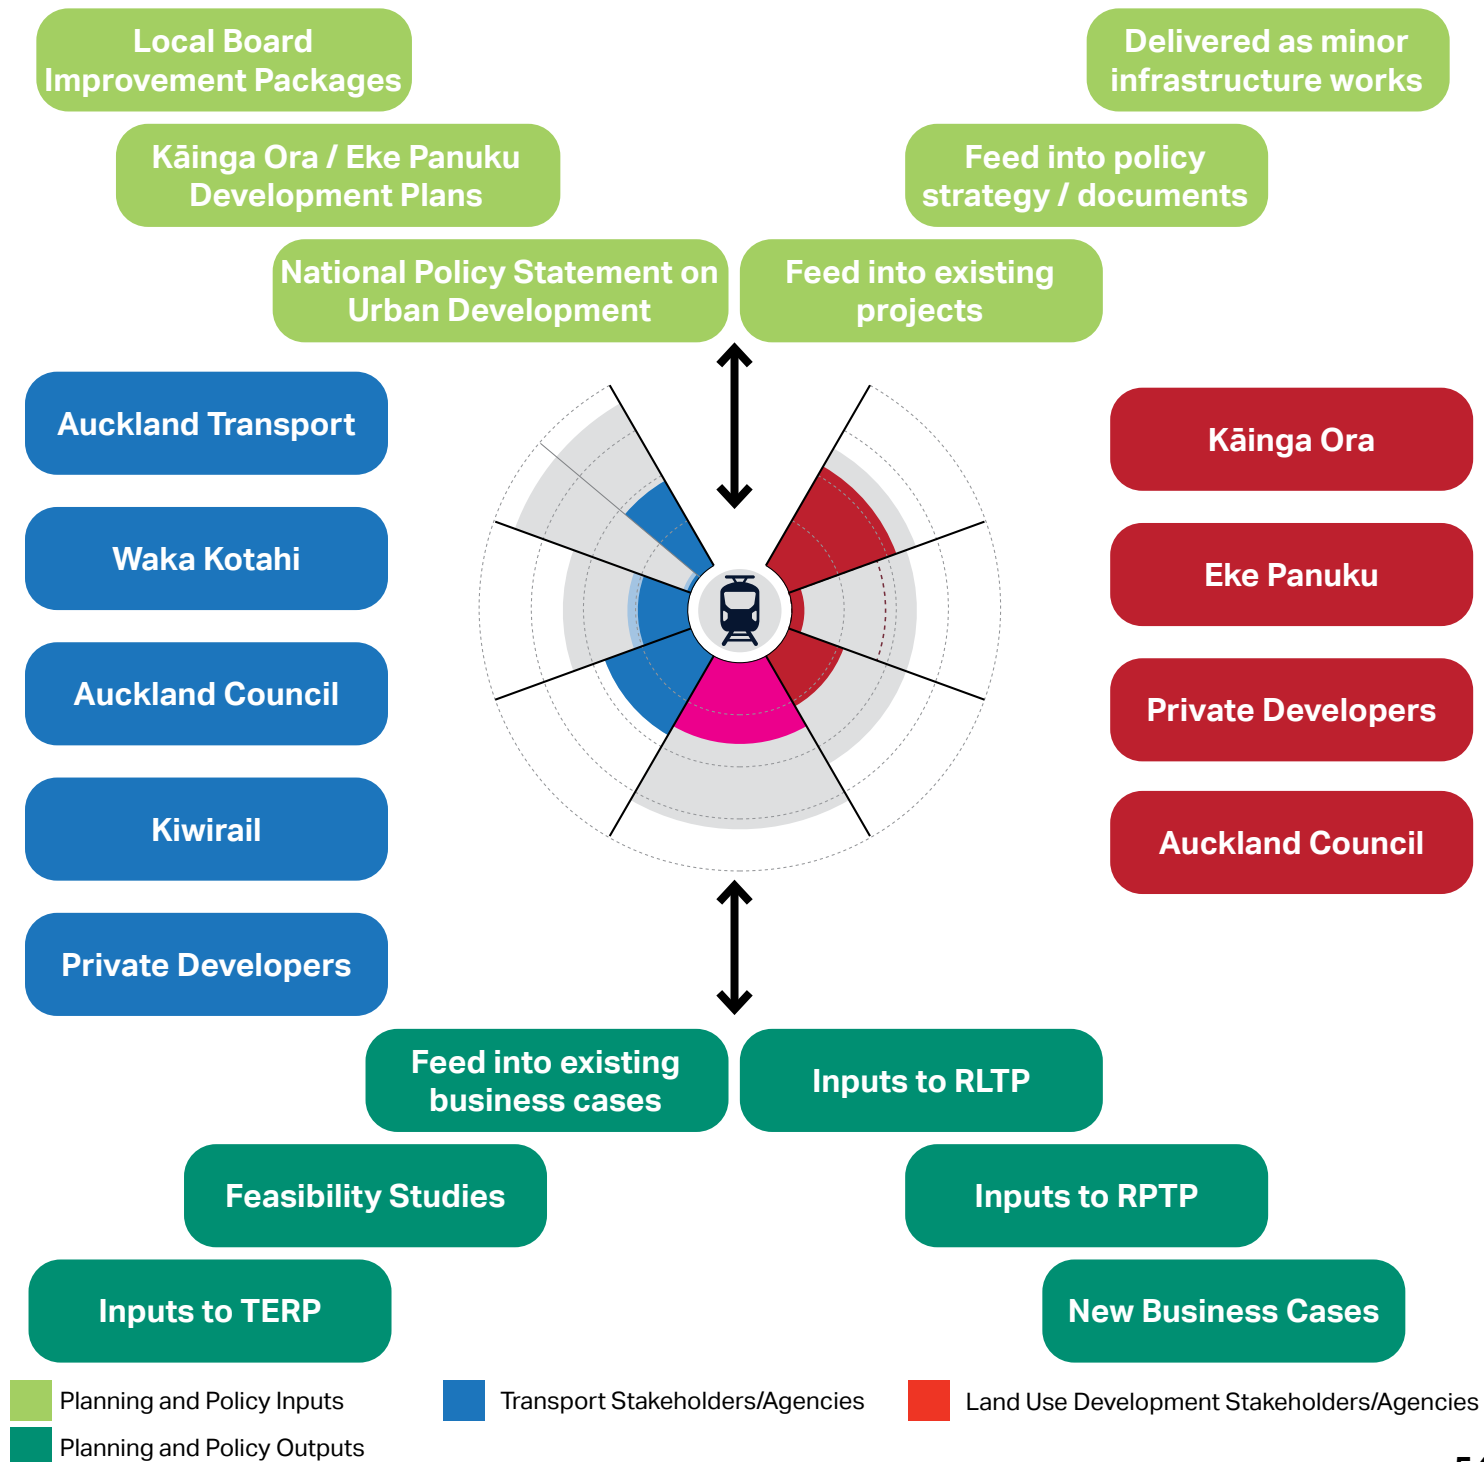 Local Board
Improvement Packages
Delivered as minor
infrastructure works
Kāinga Ora / Eke Panuku
Development Plans
Feed into policy
strategy / documents
National Policy Statement on
Urban Development
Feed into existing
projects
Auckland Transport
Waka Kotahi
Auckland Council
Kiwirail
Private Developers
Kāinga Ora
Eke Panuku
Private Developers
Auckland Council
Feed into existing
business cases
Inputs to RLTP
Feasibility Studies
Inputs to RPTP
Inputs to TERP
New Business Cases
Planning and Policy Inputs
Transport Stakeholders/Agencies
Land Use Development Stakeholders/Agencies
Planning and Policy Outputs